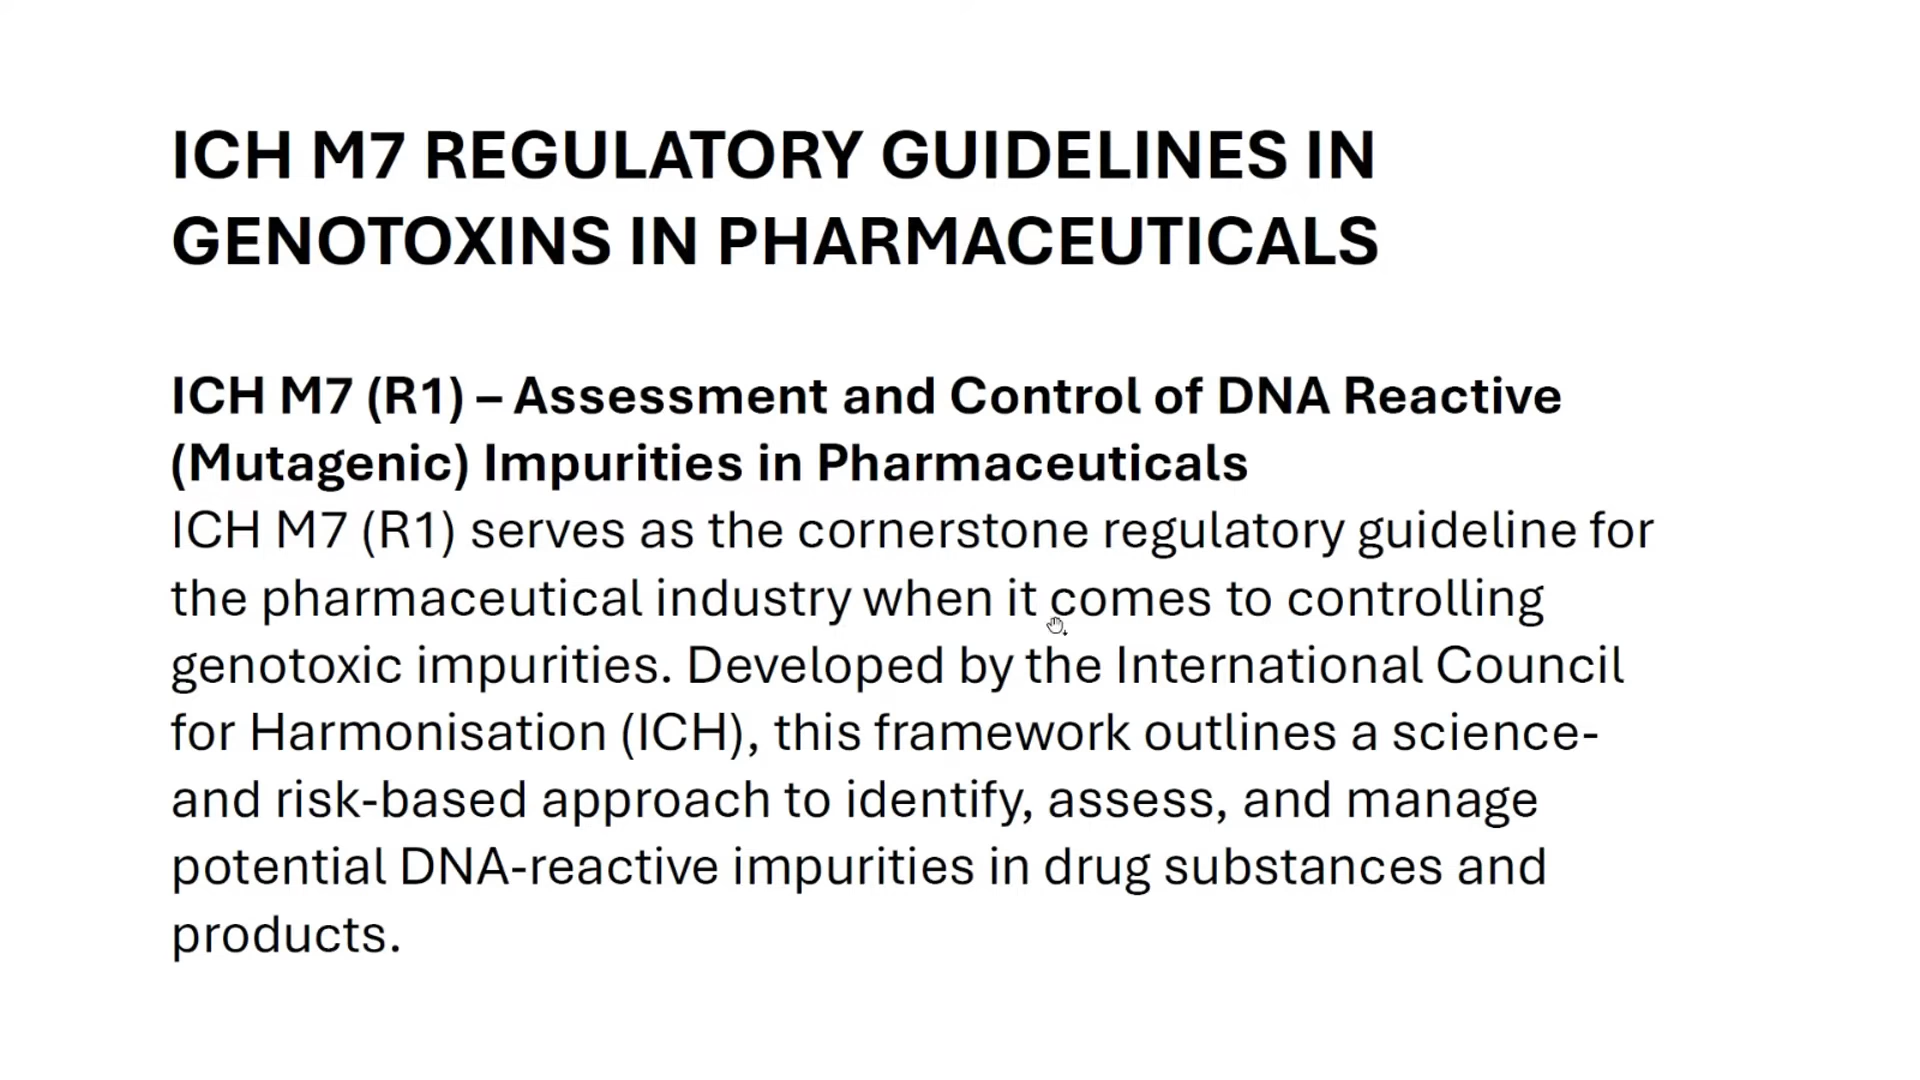 ICH M7 REGULATORY GUIDELINES IN
GENOTOXINS IN PHARMACEUTICALS
ICH M7 (R1) – Assessment and Control of DNA Reactive
(Mutagenic) Impurities in Pharmaceuticals
ICH M7 (R1) serves as the cornerstone regulatory guideline for
the pharmaceutical industry when it comes to controlling
genotoxic impurities. Developed by the International Council
for Harmonisation (ICH), this framework outlines a science-
and risk-based approach to identify, assess, and manage
potential DNA-reactive impurities in drug substances and
products.